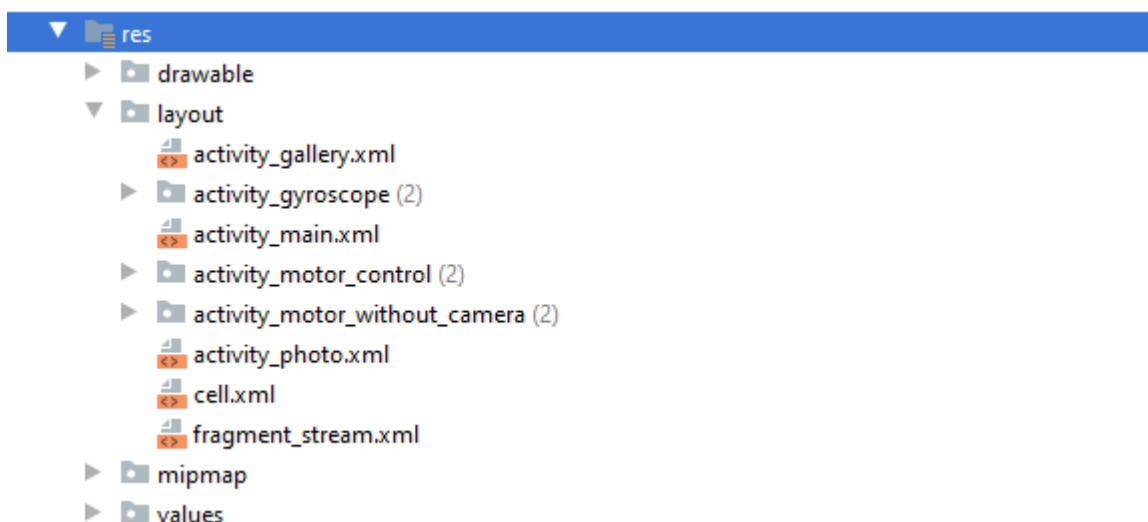 res
drawable
layout
activity_gallery.xml
activity_gyroscope (2)
activity_main.xml
activity_motor_control (2)
activity_motor_without_camera (2)
activity_photo.xml
cell.xml
fragment_stream.xml
mipmap
values